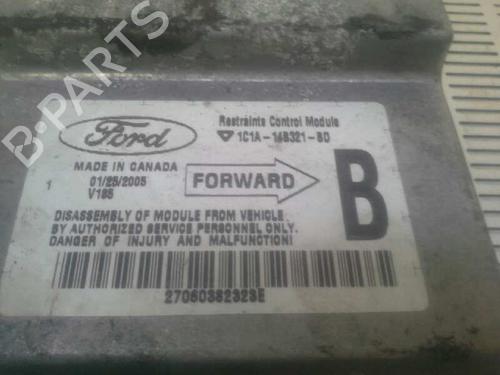 B-PARTS
Ford
Restraints Control Module
1C1A-14B321-BD
MADE IN CANADA
01/25/2005
V185
1
FORWARD
B
DISASSEMBLY OF MODULE FROM VEHICLE
BY AUTHORIZED SERVICE PERSONNEL ONLY.
DANGER OF INJURY AND MALFUNCTION!
27060382323E